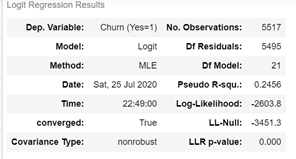 Logit Regression Results
Dep. Variable: Churn (Yes=1) No. Observations: 5517
Model: Logit Df Residuals: 5495
Method: MLE Df Model: 21
Date: Sat, 25 Jul 2020 Pseudo R-squ.: 0.2456
Time: 22:49:00 Log-Likelihood: -2603.8
converged: True LL-Null: -3451.3
Covariance Type: nonrobust LLR p-value: 0.000